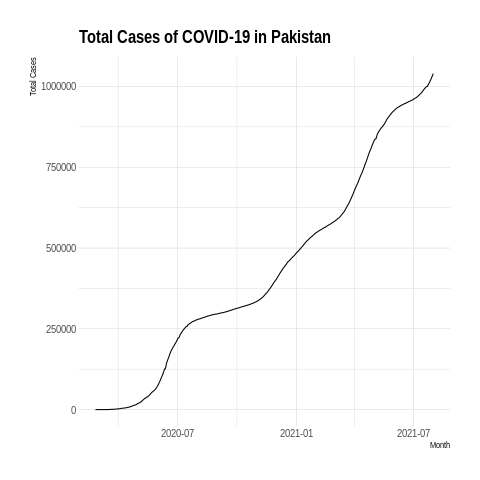 Total Cases of COVID-19 in Pakistan
Total Cases
1000000
750000
500000
250000
0
2020-07
2021-01
2021-07
Month